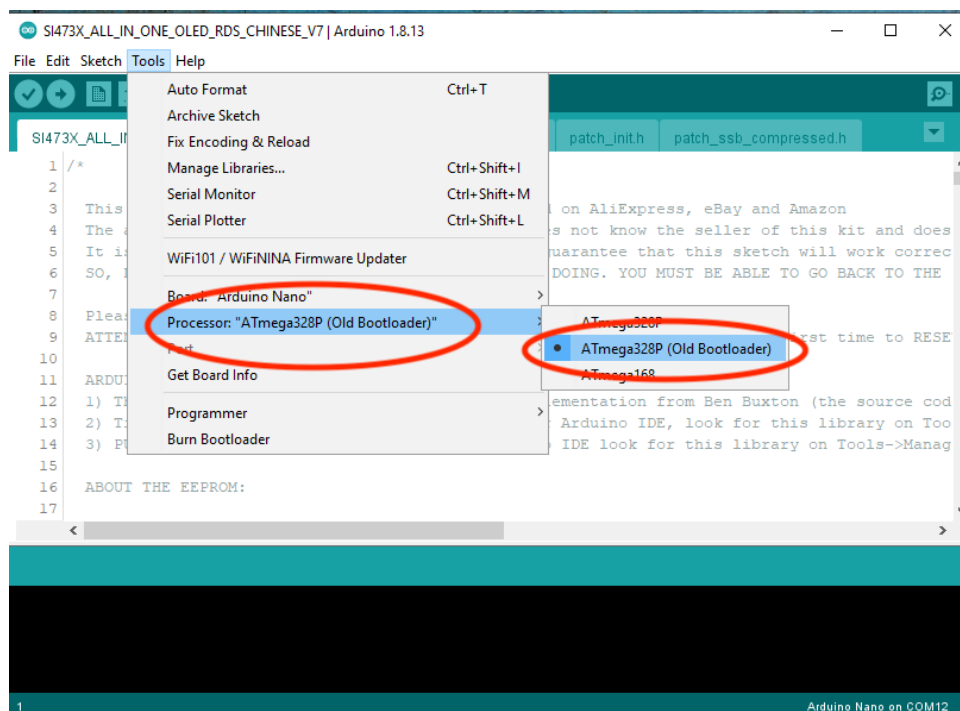 SI473X_ALL_IN_ONE_OLED_RDS_CHINESE_V7 | Arduino 1.8.13
File Edit Sketch Tools Help
Auto Format Ctrl+T
Archive Sketch
Fix Encoding & Reload
Manage Libraries... Ctrl+Shift+I
Serial Monitor Ctrl+Shift+M
Serial Plotter Ctrl+Shift+L
WiFi101 / WiFiNINA Firmware Updater
Board: "Arduino Nano"
Processor: "ATmega328P (Old Bootloader)"
Port
Get Board Info
Programmer
Burn Bootloader
ATmega328P
ATmega328P (Old Bootloader)
ATmega168
SI473X_ALL_I patch_init.h patch_ssb_compressed.h
1 /*
2
3 This on AliExpress, eBay and Amazon
4 The s not know the seller of this kit and does
5 It i guarantee that this sketch will work correc
6 SO, DOING. YOU MUST BE ABLE TO GO BACK TO THE
7
8 Plea
9 ATTE rst time to RESE
10
11 ARDU
12 1) T ementation from Ben Buxton (the source cod
13 2) T Arduino IDE, look for this library on Too
14 3) P IDE look for this library on Tools->Manag
15
16 ABOUT THE EEPROM:
17
1 Arduino Nano on COM12